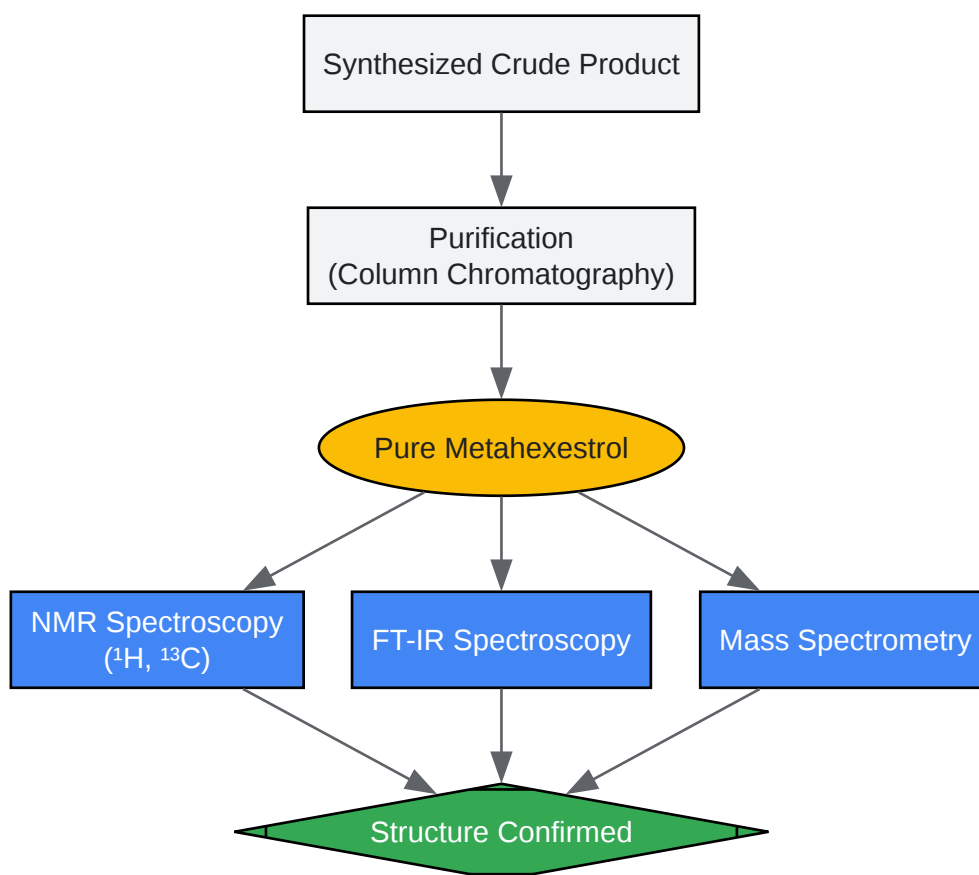 Synthesized Crude Product
Purification
(Column Chromatography)
Pure Metahexestrol
NMR Spectroscopy
(¹H, ¹³C)
FT-IR Spectroscopy
Mass Spectrometry
Structure Confirmed